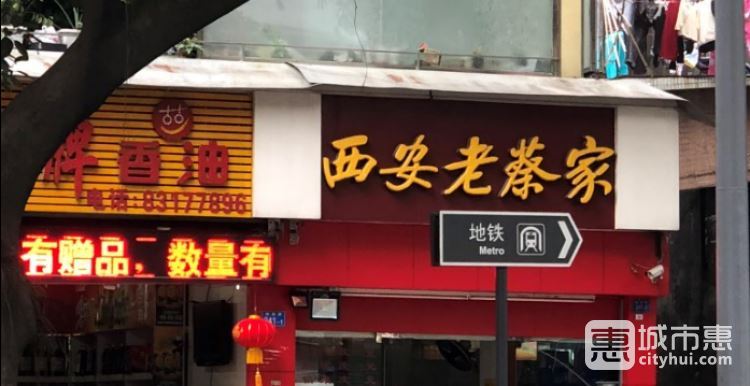 牌香油
电话:83177896
有赠品，数量有
西安老蔡家
地铁
Metro
惠 城市惠
cityhui.com